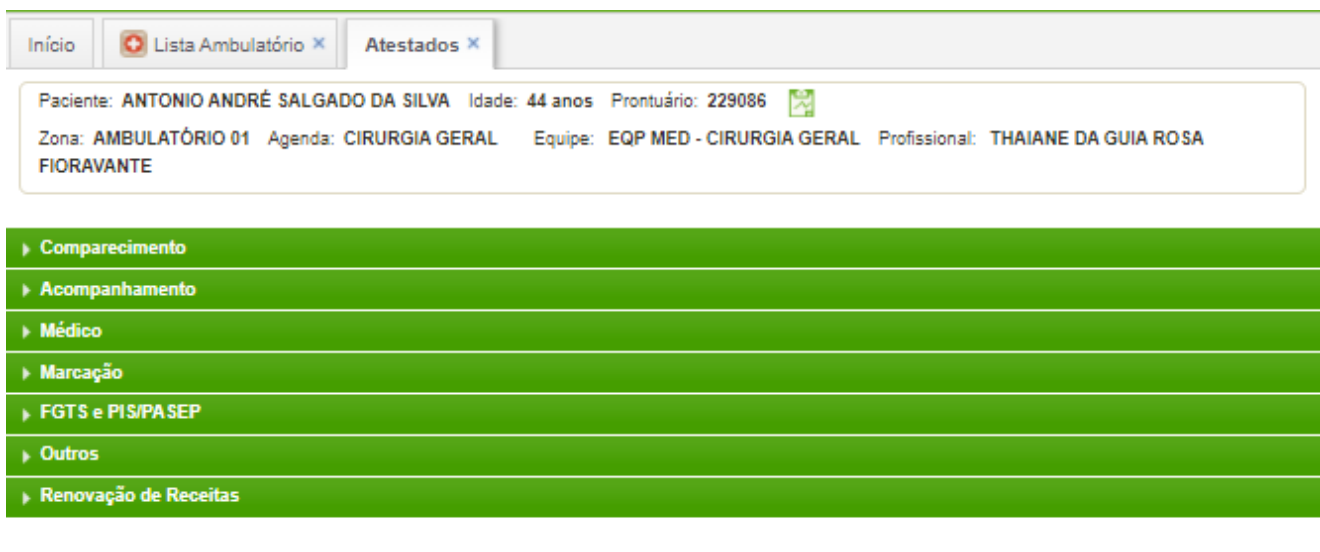 Início Lista Ambulatório × Atestados ×
Paciente: ANTONIO ANDRÉ SALGADO DA SILVA Idade: 44 anos Prontuário: 229086
Zona: AMBULATÓRIO 01 Agenda: CIRURGIA GERAL Equipe: EQP MED - CIRURGIA GERAL Profissional: THAIANE DA GUIA ROSA
FIORAVANTE
Comparecimento
Acompanhamento
Médico
Marcação
FGTS e PIS/PASEP
Outros
Renovação de Receitas